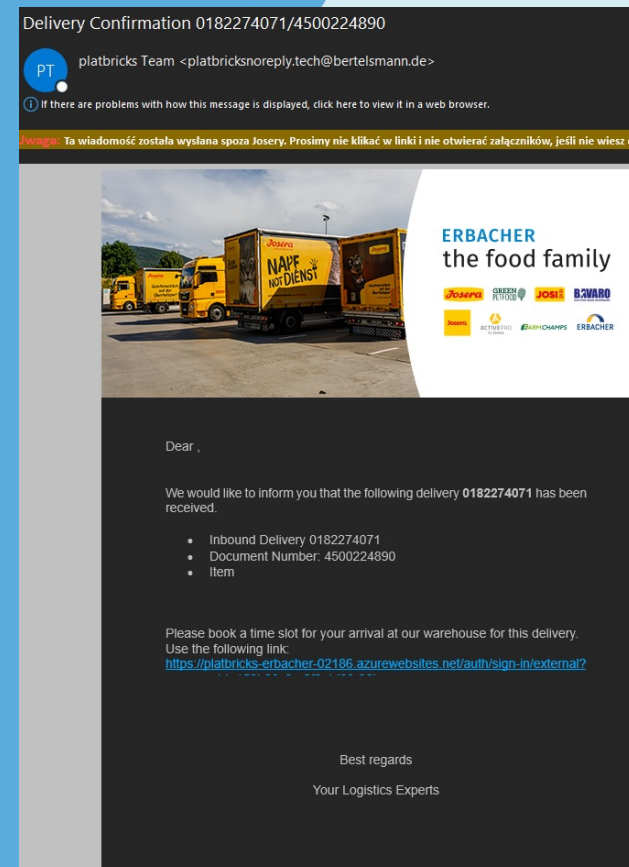 Delivery Confirmation 0182274071/4500224890
PT
platbricks Team <platbricksnoreply.tech@bertelsmann.de>
If there are problems with how this message is displayed, click here to view it in a web browser.
Uwaga: Ta wiadomość została wysłana spoza Josery. Prosimy nie klikać w linki i nie otwierać załączników, jeśli nie wiesz
Josera
NAPF
NOTDIENST
ERBACHER
the food family
Josera GREEN PETFOOD JOSI BAVARO
Josera ACTIVEPRO FARMCHAMPS ERBACHER
Dear ,
We would like to inform you that the following delivery 0182274071 has been
received.
• Inbound Delivery 0182274071
• Document Number: 4500224890
• Item
Please book a time slot for your arrival at our warehouse for this delivery.
Use the following link:
https://platbricks-erbacher-02186.azurewebsites.net/auth/sign-in/external?
Best regards
Your Logistics Experts